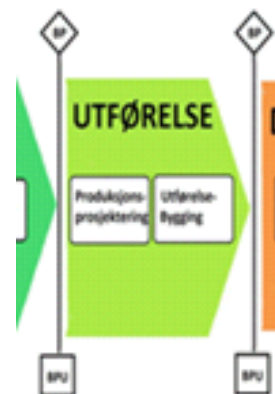 BP
BP
UTFØRELSE
Produksjons-
prosjektering
Utførelse-
Bygging
BPU
BPU